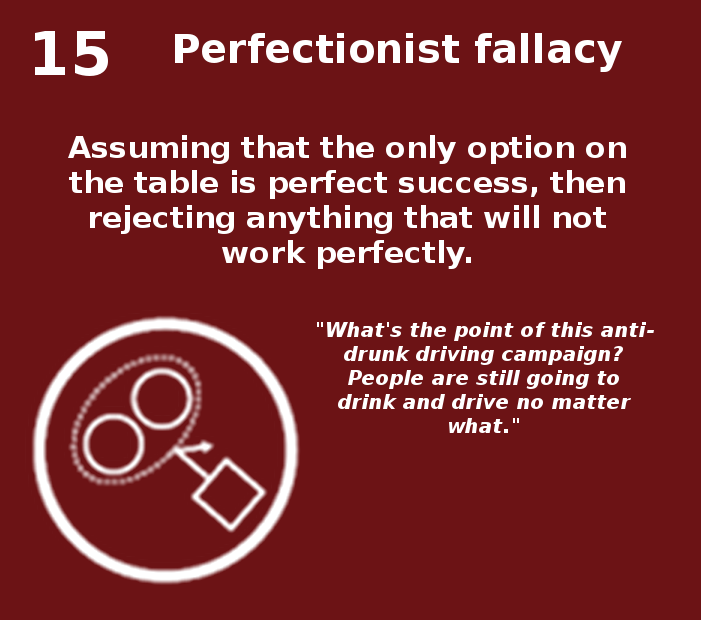 15 Perfectionist fallacy
Assuming that the only option on
the table is perfect success, then
rejecting anything that will not
work perfectly.
"What's the point of this anti-
drunk driving campaign?
People are still going to
drink and drive no matter
what."